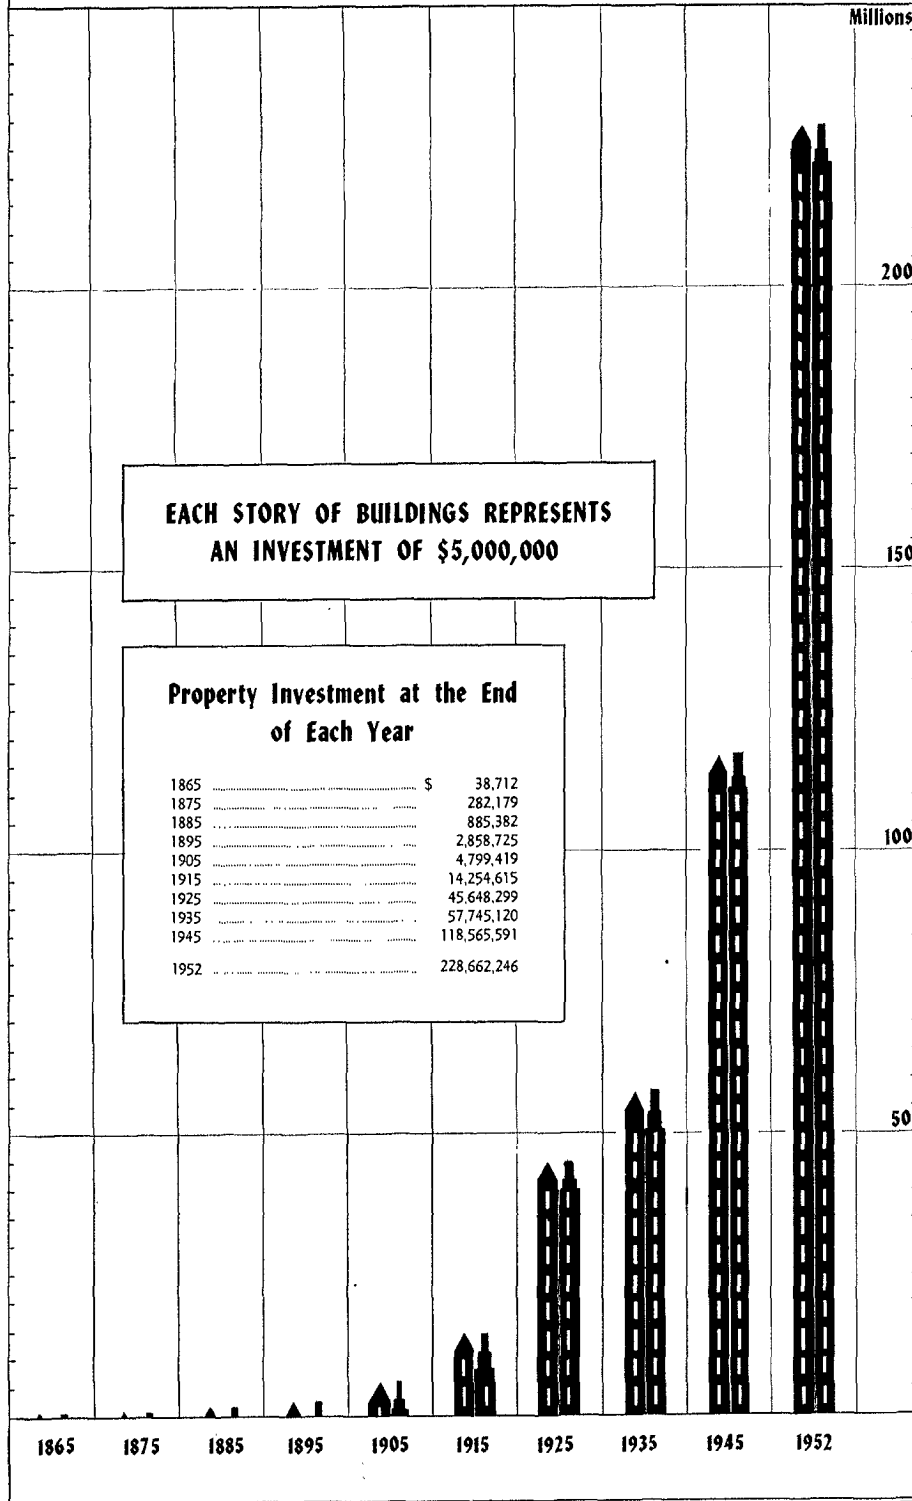 Millions
200
EACH STORY OF BUILDINGS REPRESENTS
AN INVESTMENT OF $5,000,000
150
Property Investment at the End
of Each Year
1865 $ 38,712
1875 282,179
1885 885,382
1895 2,858,725
1905 4,799,419
1915 14,254,615
1925 45,648,299
1935 57,745,120
1945 118,565,591
1952 228,662,246
100
50
1865 1875 1885 1895 1905 1915 1925 1935 1945 1952